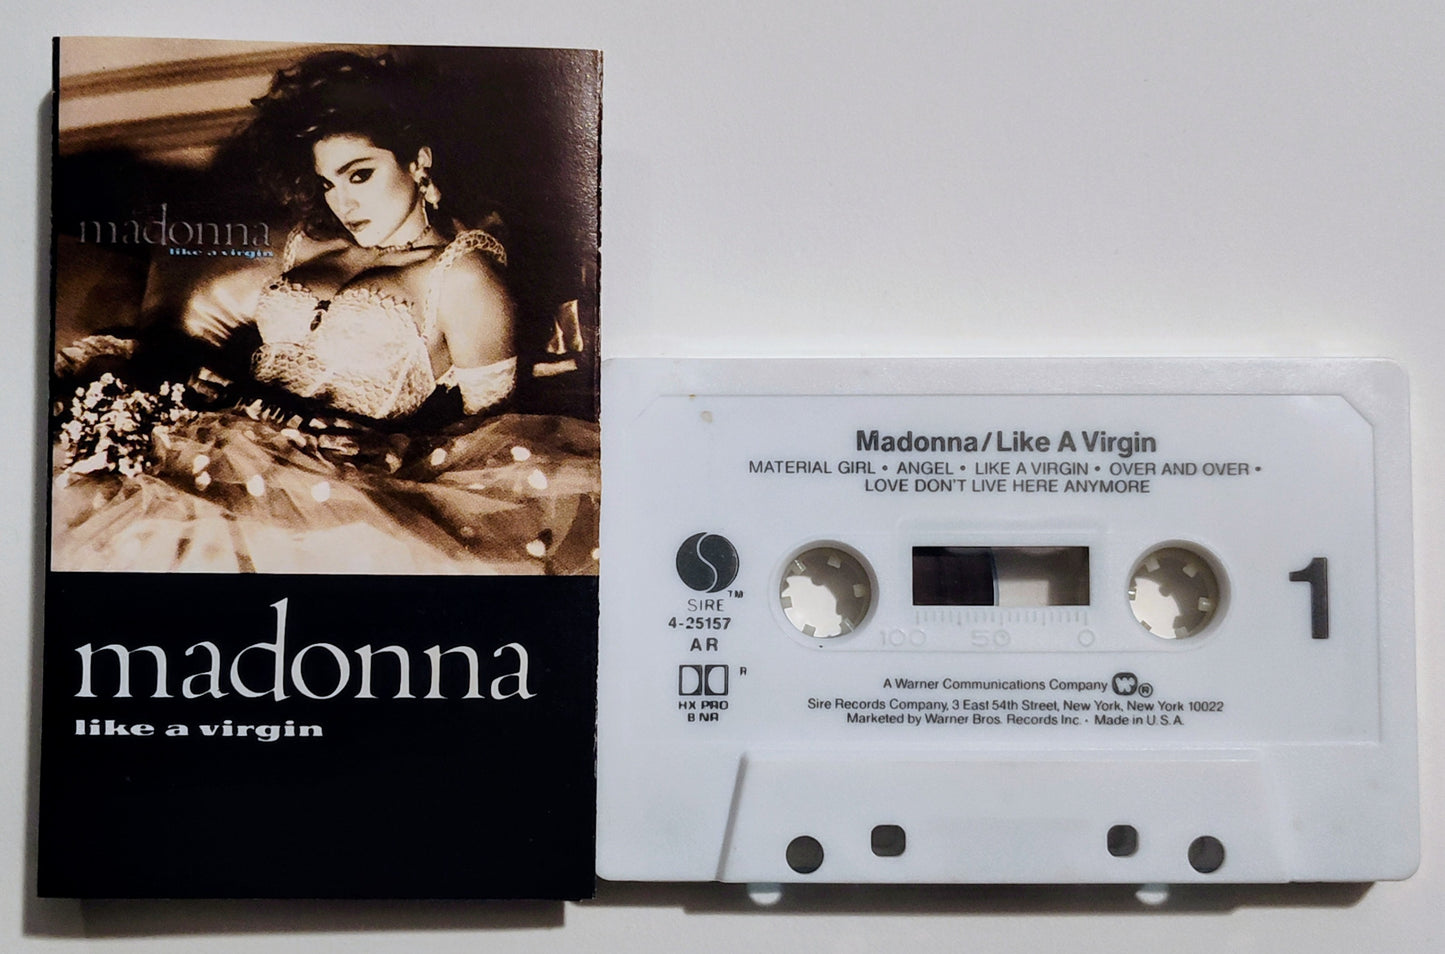 madonna
like a virgin
madonna
like a virgin
Madonna/Like A Virgin
MATERIAL GIRL • ANGEL • LIKE A VIRGIN • OVER AND OVER •
LOVE DON'T LIVE HERE ANYMORE
TM
SIRE
4-25157
AR
R
HX PRO
B NR
100 50 0
1
A Warner Communications Company ®
Sire Records Company, 3 East 54th Street, New York, New York 10022
Marketed by Warner Bros. Records Inc. · Made in U.S.A.